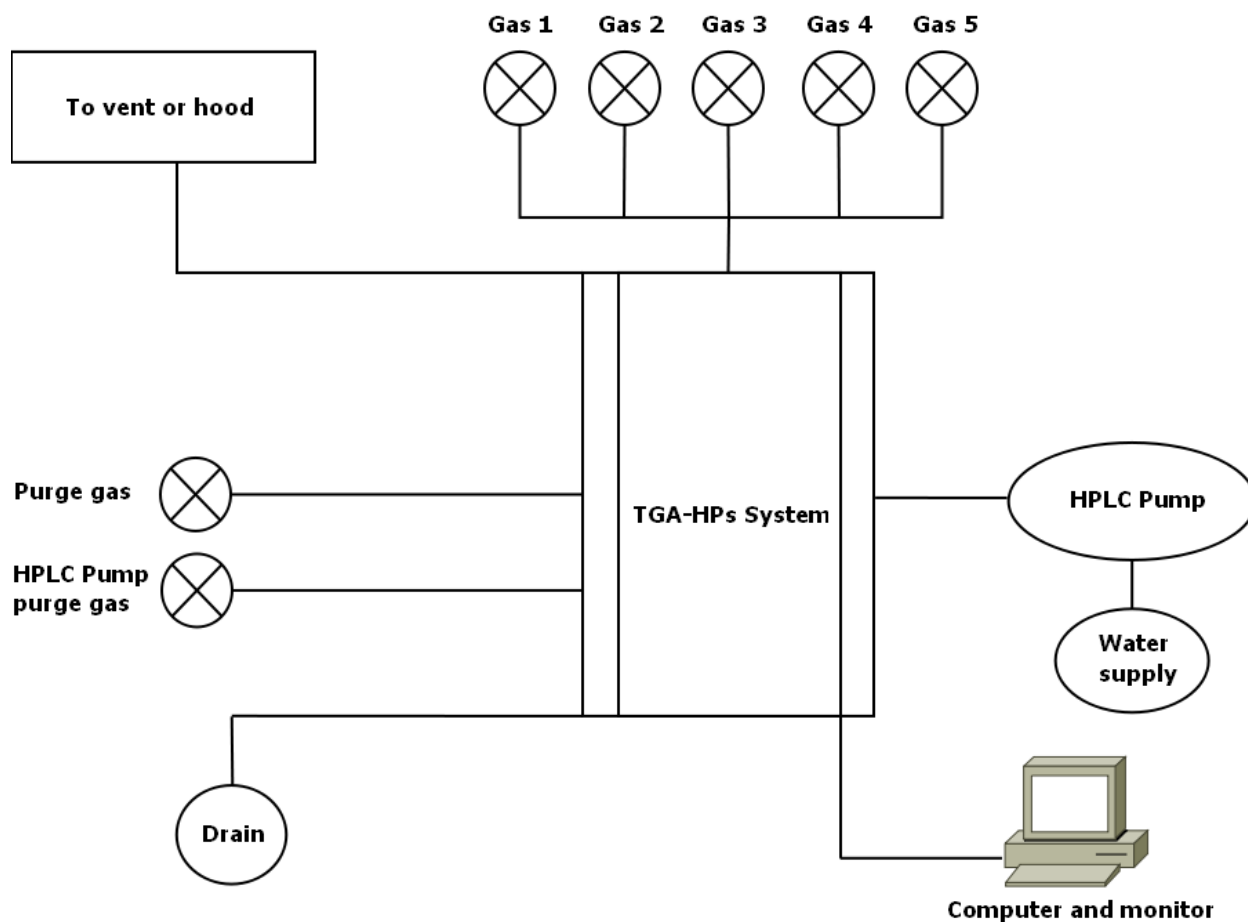 Gas 1
Gas 2
Gas 3
Gas 4
Gas 5
To vent or hood
Purge gas
TGA-HPs System
HPLC Pump
HPLC Pump
purge gas
Water
supply
Drain
Computer and monitor